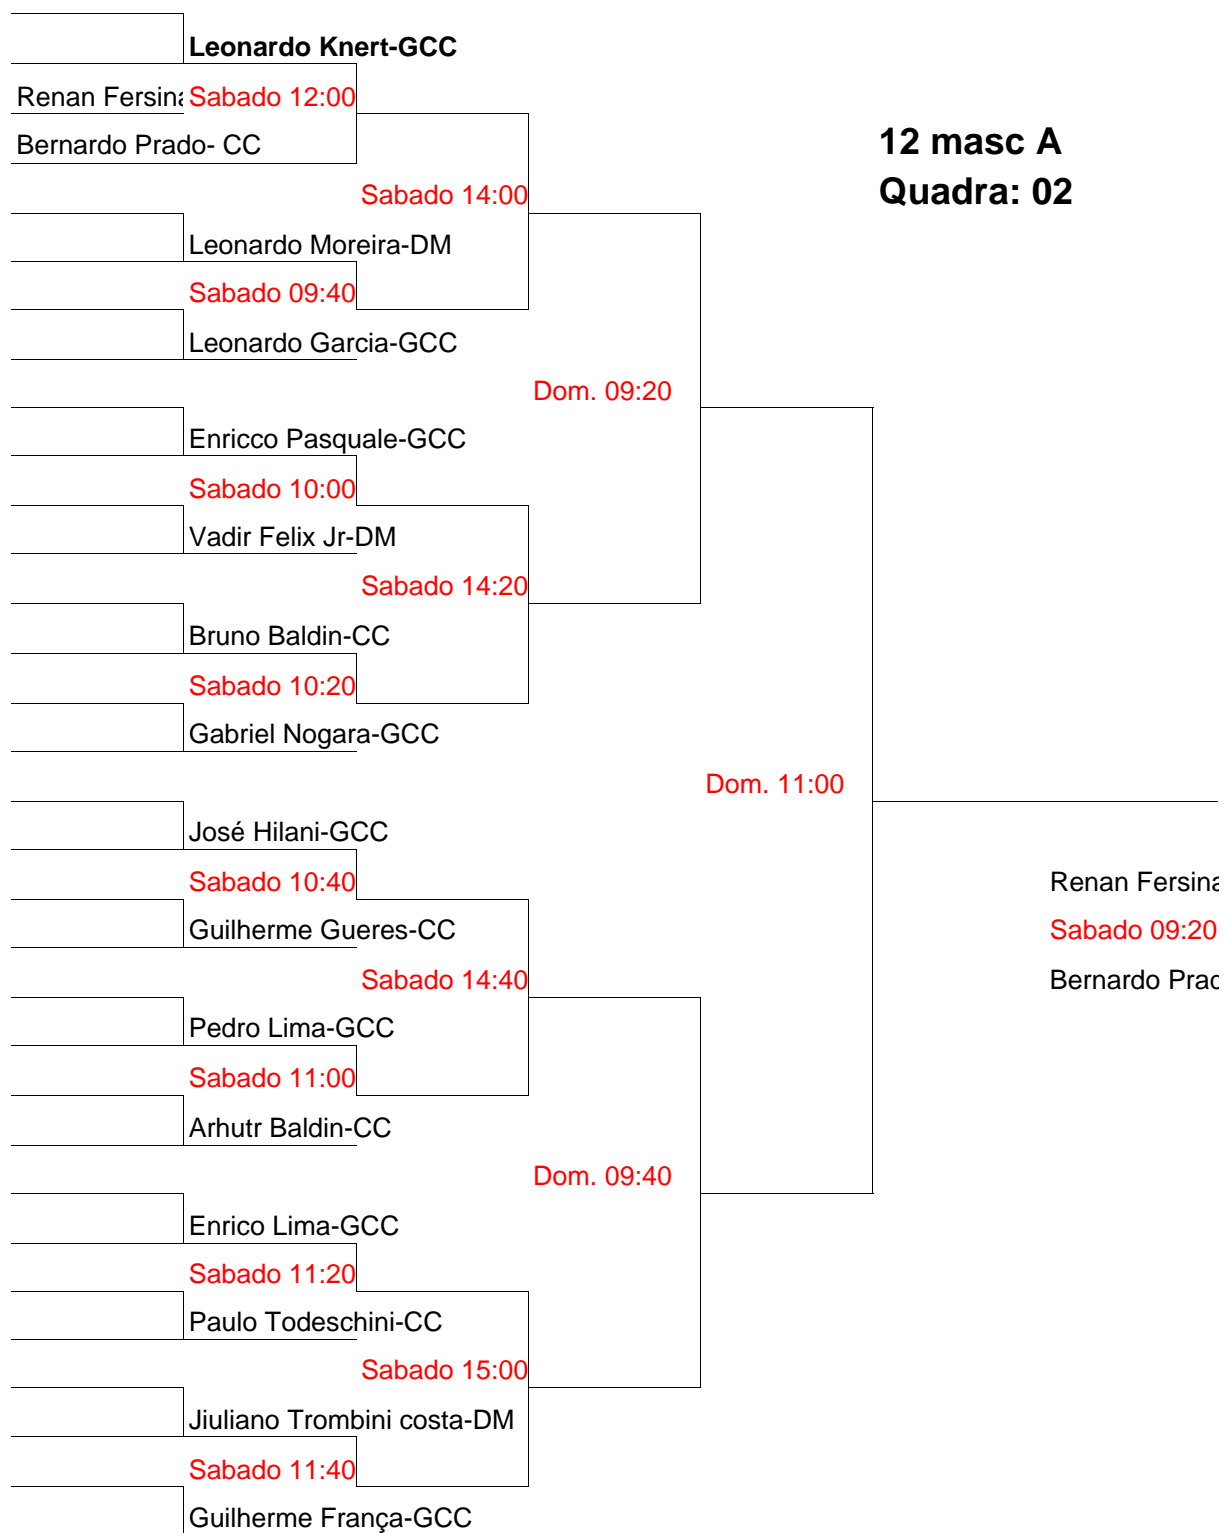 Leonardo Knert-GCC
Renan Fersina Sabado 12:00
Bernardo Prado- CC
12 masc A
Sabado 14:00
Quadra: 02
Leonardo Moreira-DM
Sabado 09:40
Leonardo Garcia-GCC
Dom. 09:20
Enricco Pasquale-GCC
Sabado 10:00
Vadir Felix Jr-DM
Sabado 14:20
Bruno Baldin-CC
Sabado 10:20
Gabriel Nogara-GCC
Dom. 11:00
José Hilani-GCC
Sabado 10:40
Renan Fersina
Guilherme Gueres-CC
Sabado 09:20
Sabado 14:40
Bernardo Prad
Pedro Lima-GCC
Sabado 11:00
Arhutr Baldin-CC
Dom. 09:40
Enrico Lima-GCC
Sabado 11:20
Paulo Todeschini-CC
Sabado 15:00
Jiuliano Trombini costa-DM
Sabado 11:40
Guilherme França-GCC